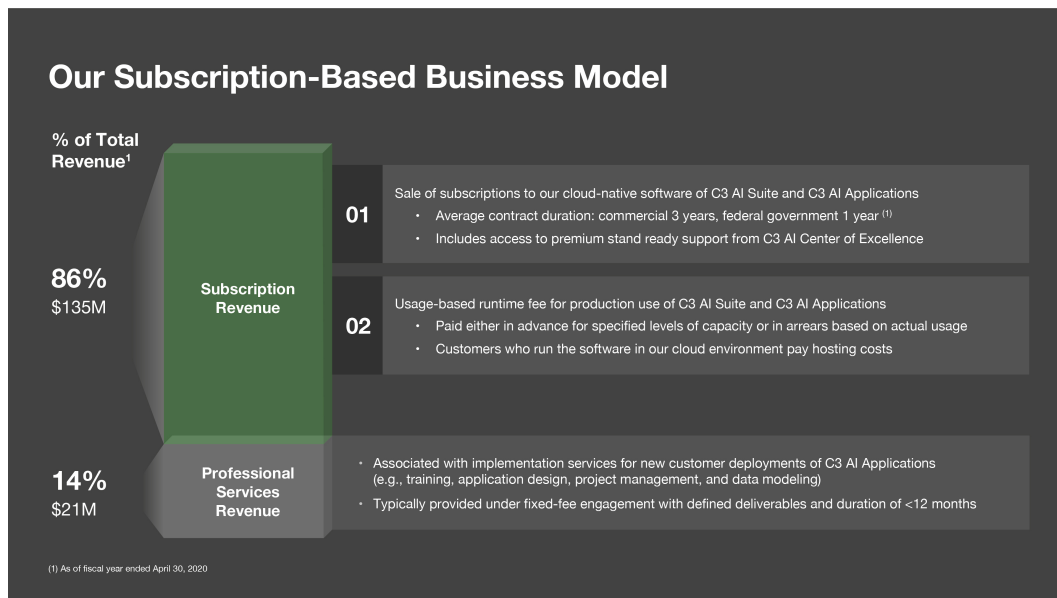 Our Subscription-Based Business Model
% of Total
Revenue¹
86%
$135M
Subscription
Revenue
01
Sale of subscriptions to our cloud-native software of C3 AI Suite and C3 AI Applications
• Average contract duration: commercial 3 years, federal government 1 year (1)
• Includes access to premium stand ready support from C3 AI Center of Excellence
02
Usage-based runtime fee for production use of C3 AI Suite and C3 AI Applications
• Paid either in advance for specified levels of capacity or in arrears based on actual usage
• Customers who run the software in our cloud environment pay hosting costs
14%
$21M
Professional
Services
Revenue
• Associated with implementation services for new customer deployments of C3 AI Applications
(e.g., training, application design, project management, and data modeling)
• Typically provided under fixed-fee engagement with defined deliverables and duration of <12 months
(1) As of fiscal year ended April 30, 2020